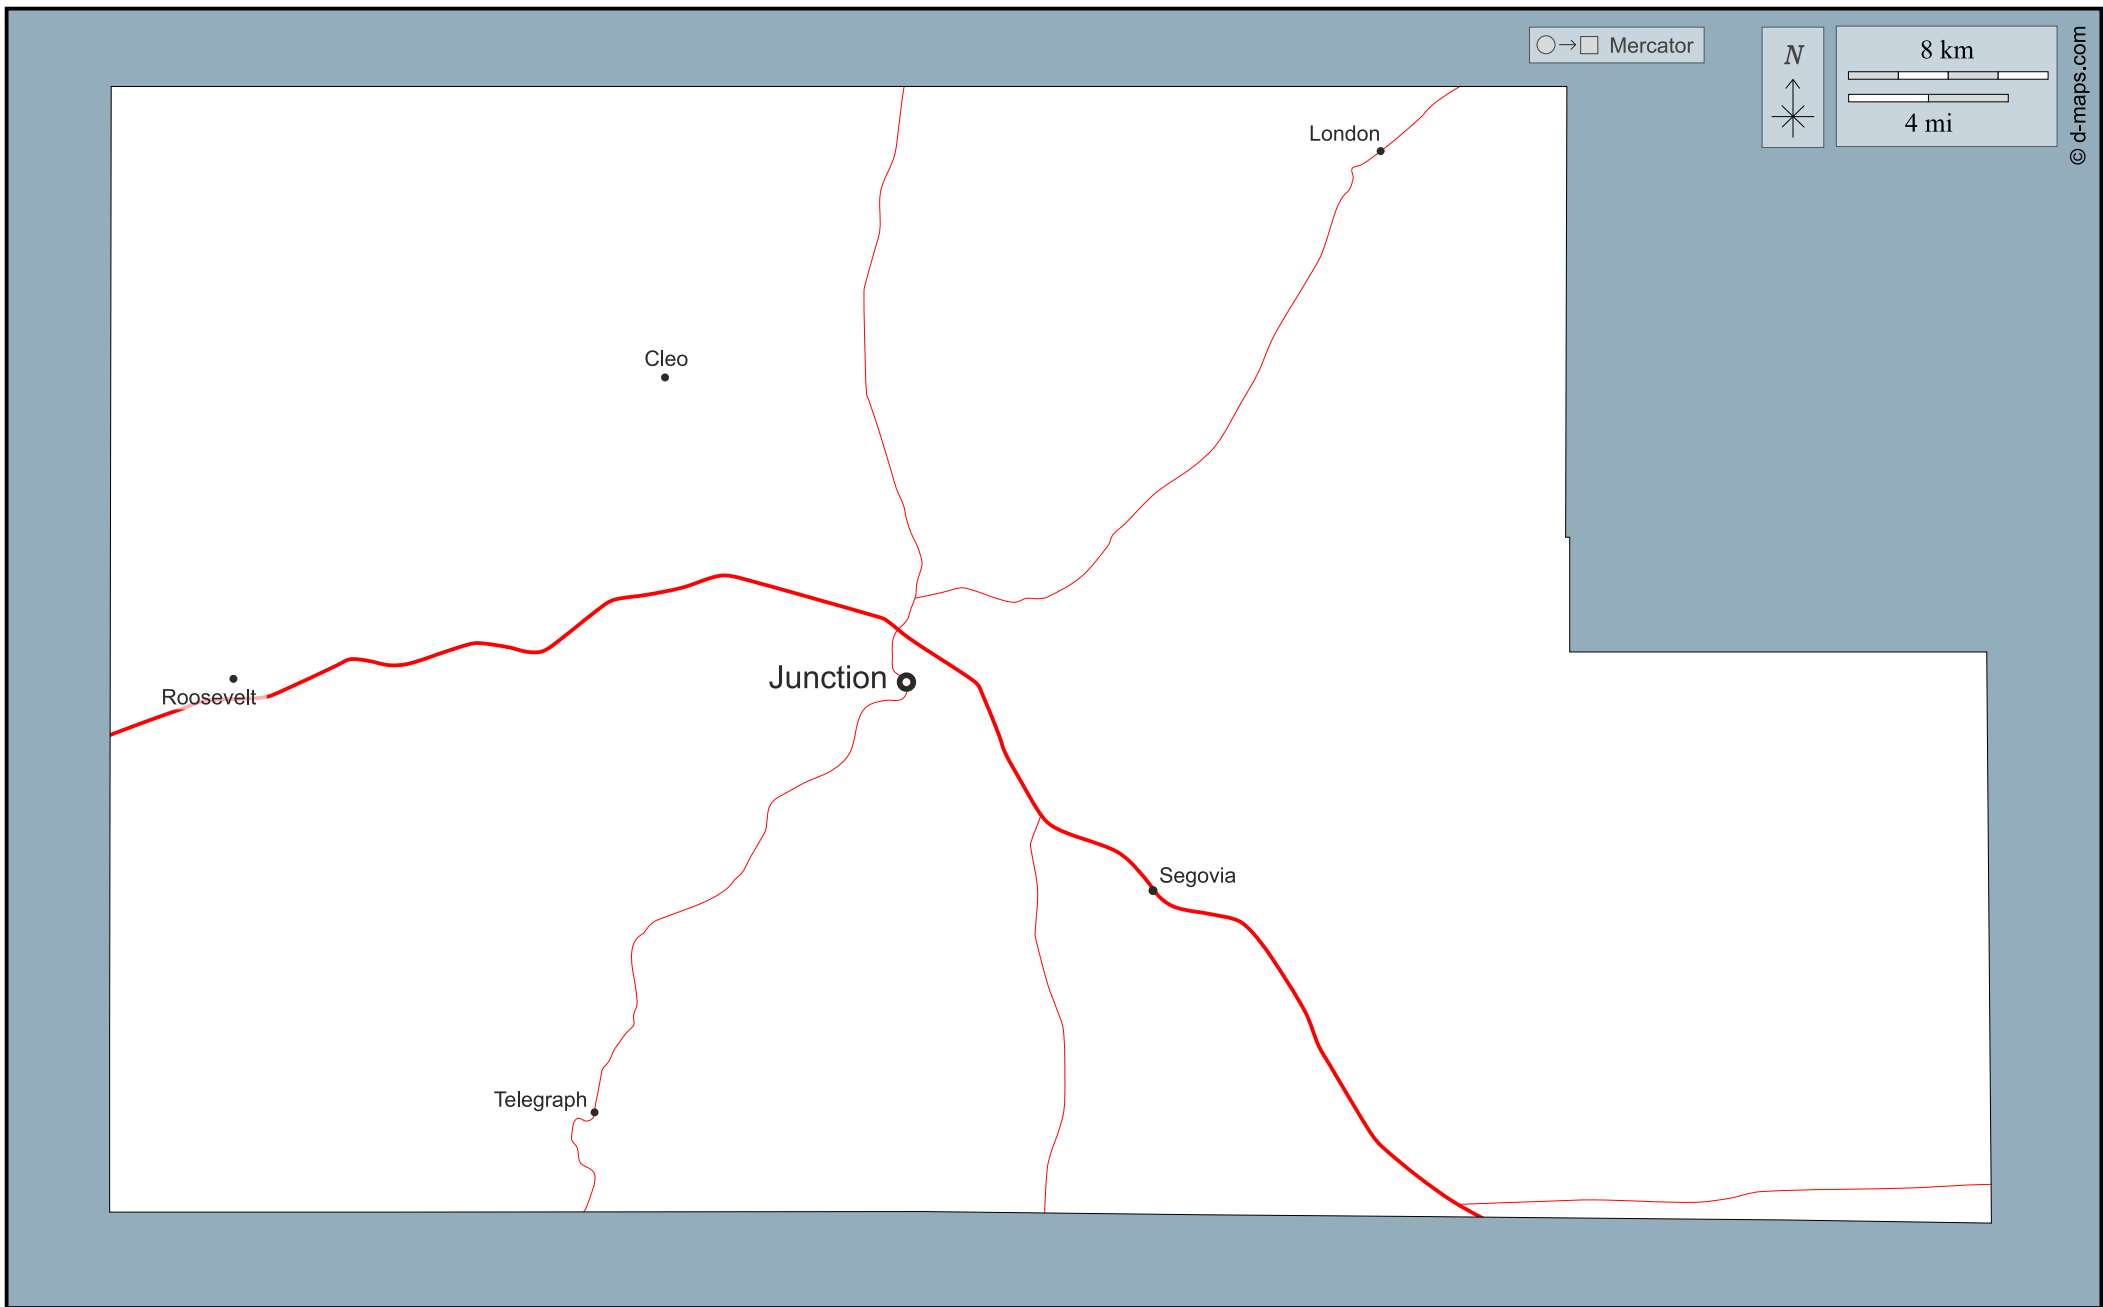 Mercator
N
8 km
4 mi
© d-maps.com
London
Cleo
Junction
Roosevelt
Segovia
Telegraph